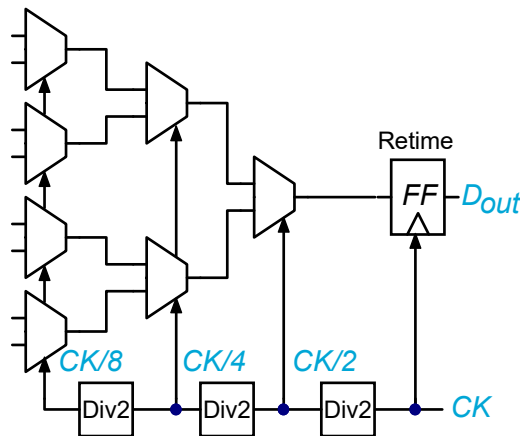 Retime
FF
Dout
CK/8
CK/4
CK/2
Div2
Div2
Div2
CK